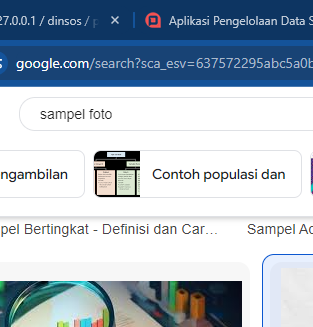 27.0.0.1 / dinsos /
Aplikasi Pengelolaan Data S
google.com/search?sca_esv=637572295abc5a0b
sampel foto
ngambilan
Contoh populasi dan
pel Bertingkat - Definisi dan Car...
Sampel Ac